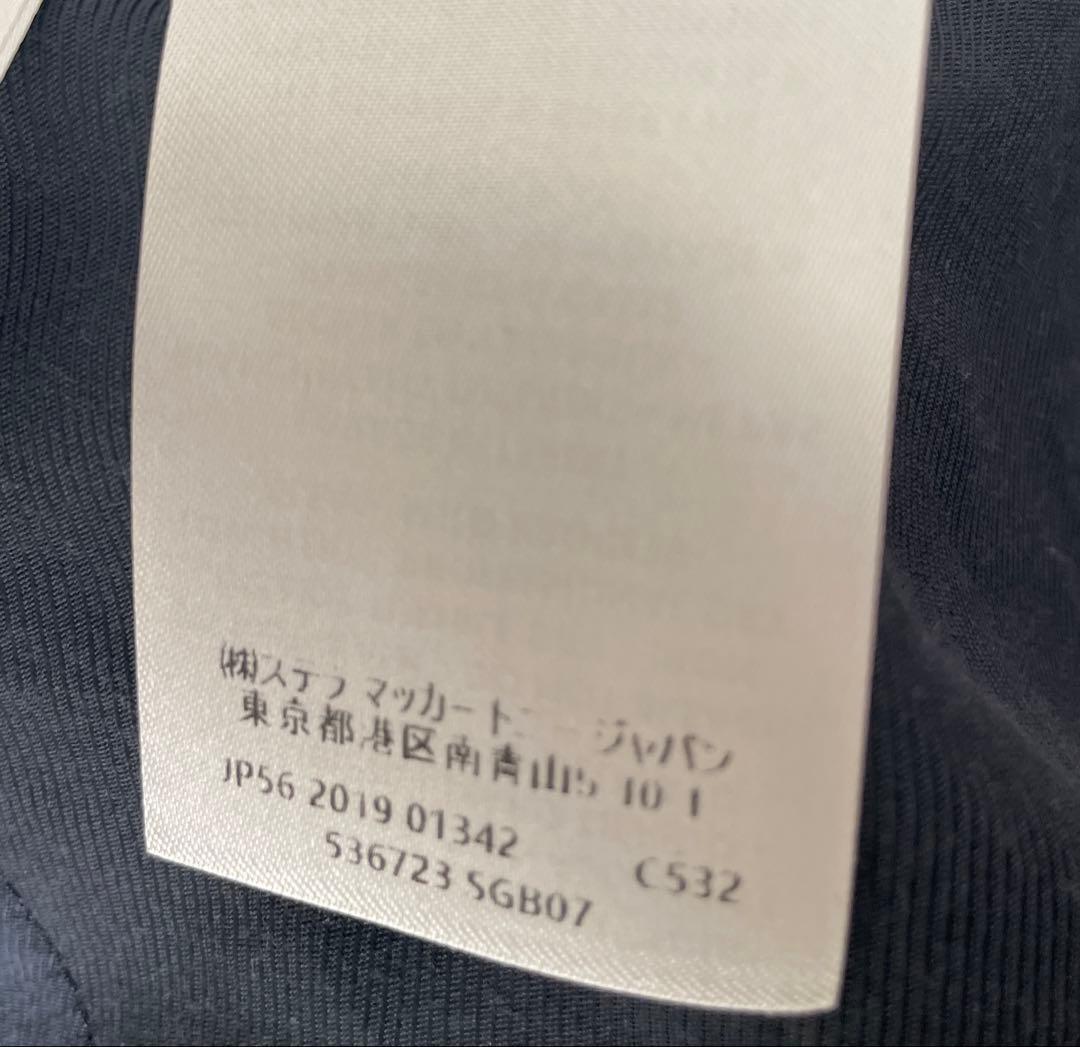 (株)ステラ マッカートニー ジャパン
東京都港区南青山5 10 1
JP56 2019 01342
536723 SGB07
C532